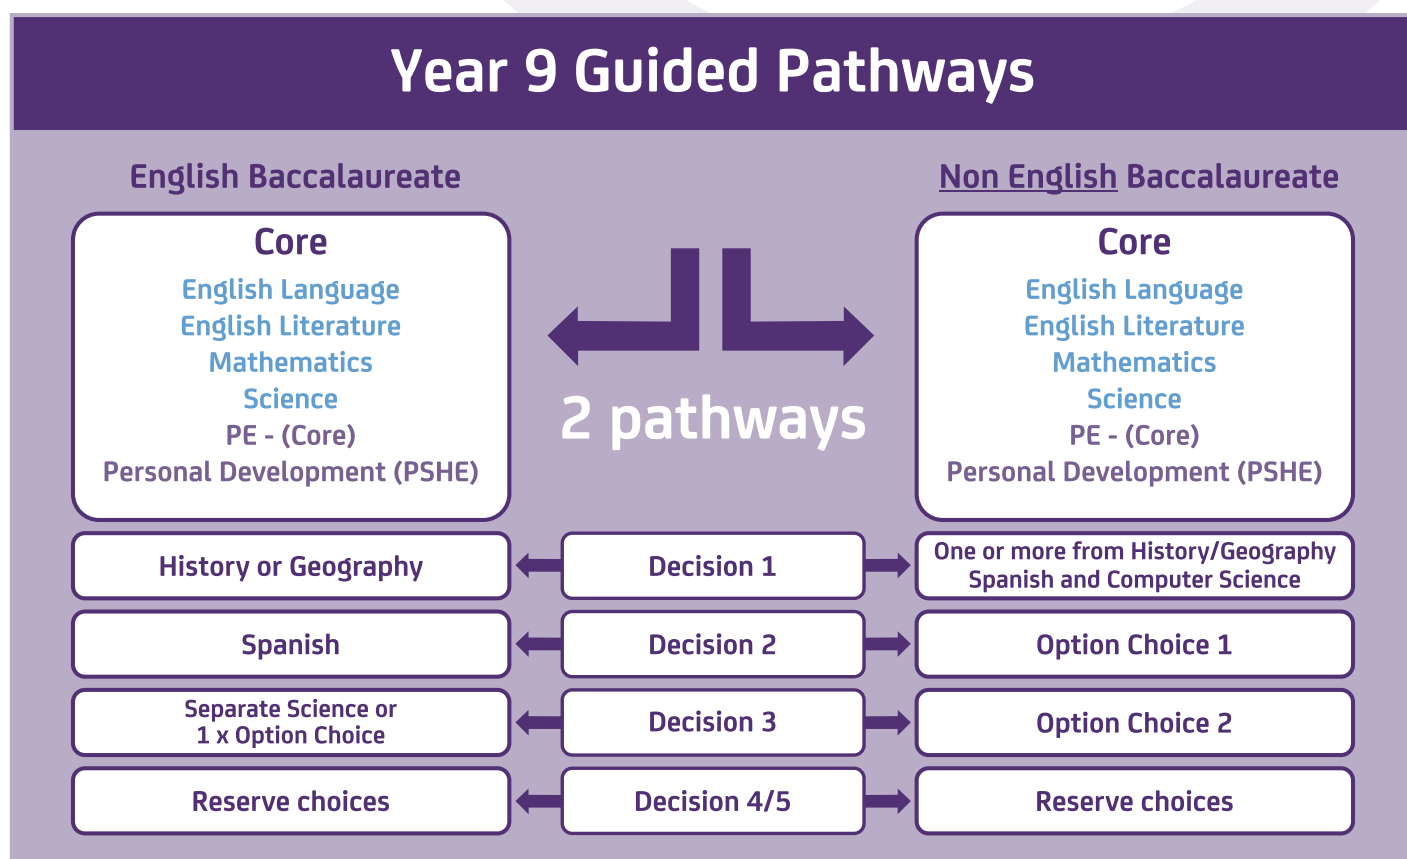 Year 9 Guided Pathways
English Baccalaureate
Non English Baccalaureate
Core
English Language
English Literature
Mathematics
Science
PE - (Core)
Personal Development (PSHE)
2 pathways
Core
English Language
English Literature
Mathematics
Science
PE - (Core)
Personal Development (PSHE)
History or Geography
Decision 1
One or more from History/Geography
Spanish and Computer Science
Spanish
Decision 2
Option Choice 1
Separate Science or
1 x Option Choice
Decision 3
Option Choice 2
Reserve choices
Decision 4/5
Reserve choices